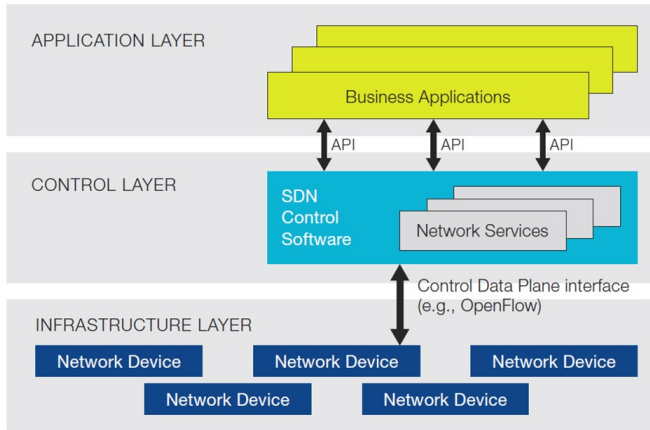 APPLICATION LAYER
Business Applications
API
API
API
CONTROL LAYER
SDN
Control
Software
Network Services
Control Data Plane interface
(e.g., OpenFlow)
INFRASTRUCTURE LAYER
Network Device
Network Device
Network Device
Network Device
Network Device